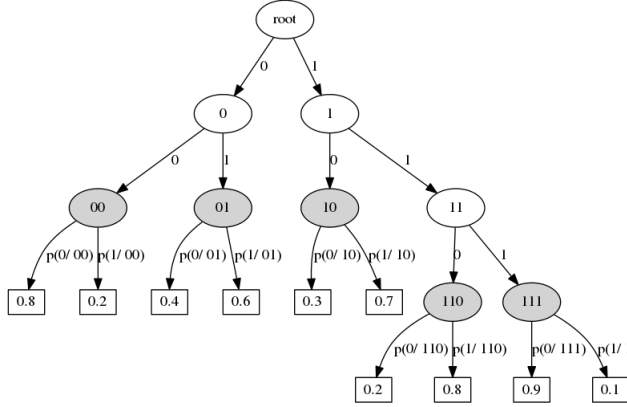 root
0 1
0 1
0 1 0 1
00 01 10 11
p(0/ 00) p(1/ 00) p(0/ 01) p(1/ 01) p(0/ 10) p(1/ 10) 0 1
0.8 0.2 0.4 0.6 0.3 0.7 110 111
p(0/ 110) p(1/ 110) p(0/ 111) p(1/
0.2 0.8 0.9 0.1